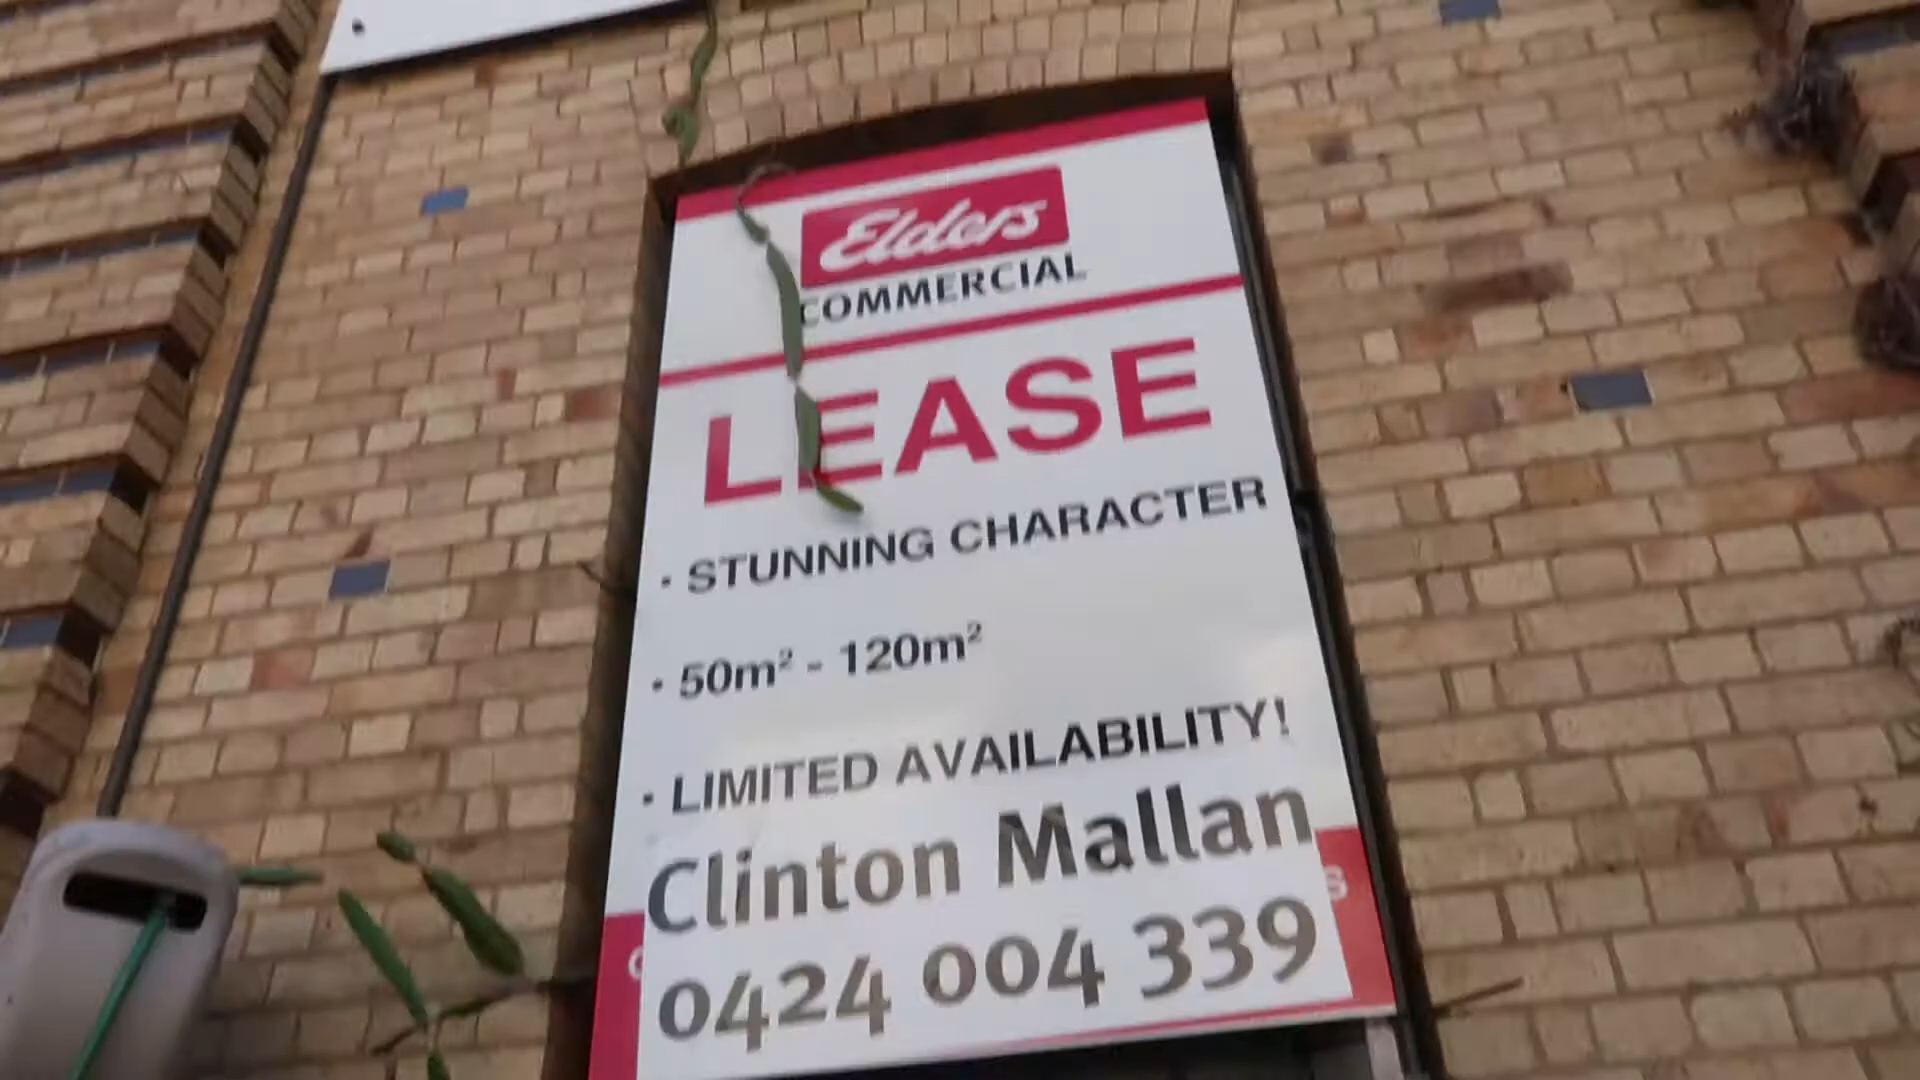 Elders
COMMERCIAL
LEASE
· STUNNING CHARACTER
· 50m² - 120m²
· LIMITED AVAILABILITY!
Clinton Mallan
0424 004 339